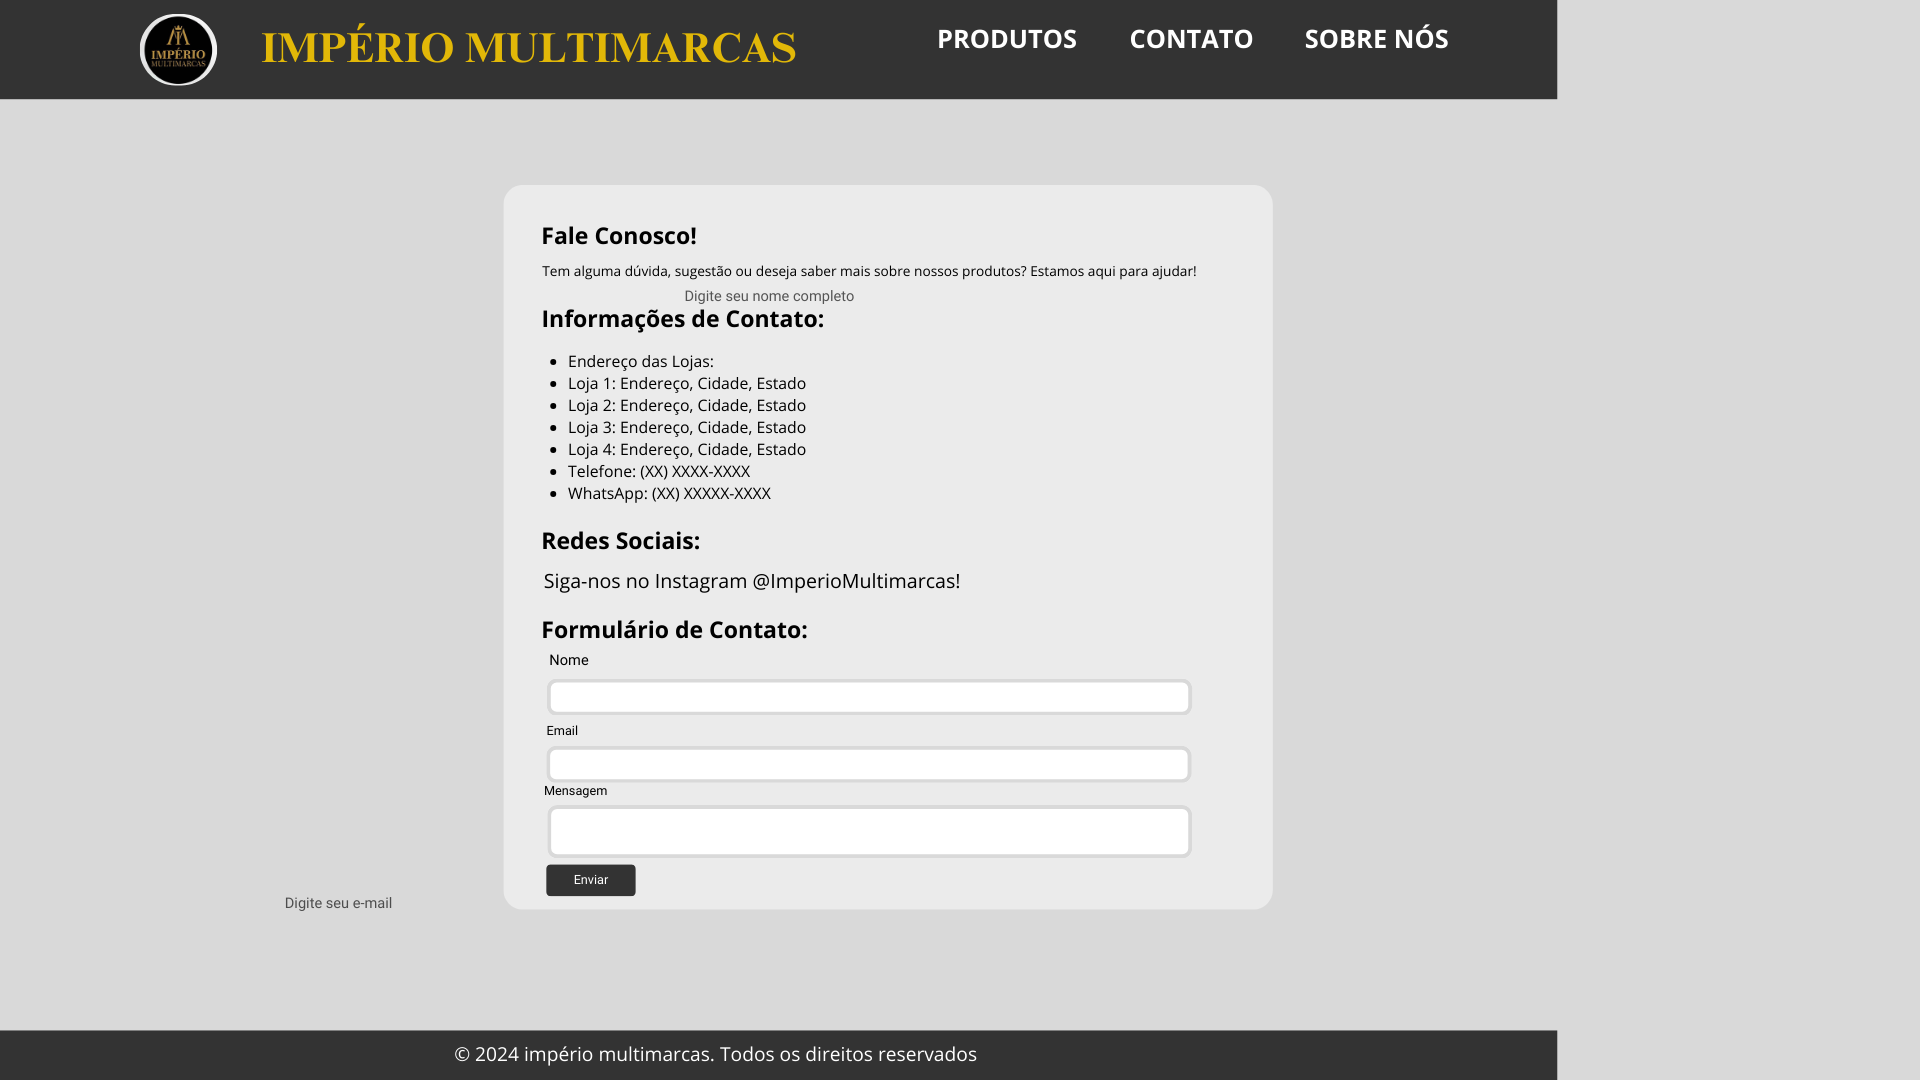 IMPÉRIO
MULTIMARCAS
IMPÉRIO MULTIMARCAS
PRODUTOS
CONTATO
SOBRE NÓS
Fale Conosco!
Tem alguma dúvida, sugestão ou deseja saber mais sobre nossos produtos? Estamos aqui para ajudar!
Digite seu nome completo
Informações de Contato:
Endereço das Lojas:
Loja 1: Endereço, Cidade, Estado
Loja 2: Endereço, Cidade, Estado
Loja 3: Endereço, Cidade, Estado
Loja 4: Endereço, Cidade, Estado
Telefone: (XX) XXXX-XXXX
WhatsApp: (XX) XXXXX-XXXX
Redes Sociais:
Siga-nos no Instagram @ImperioMultimarcas!
Formulário de Contato:
Nome
Email
Mensagem
Enviar
Digite seu e-mail
© 2024 império multimarcas. Todos os direitos reservados